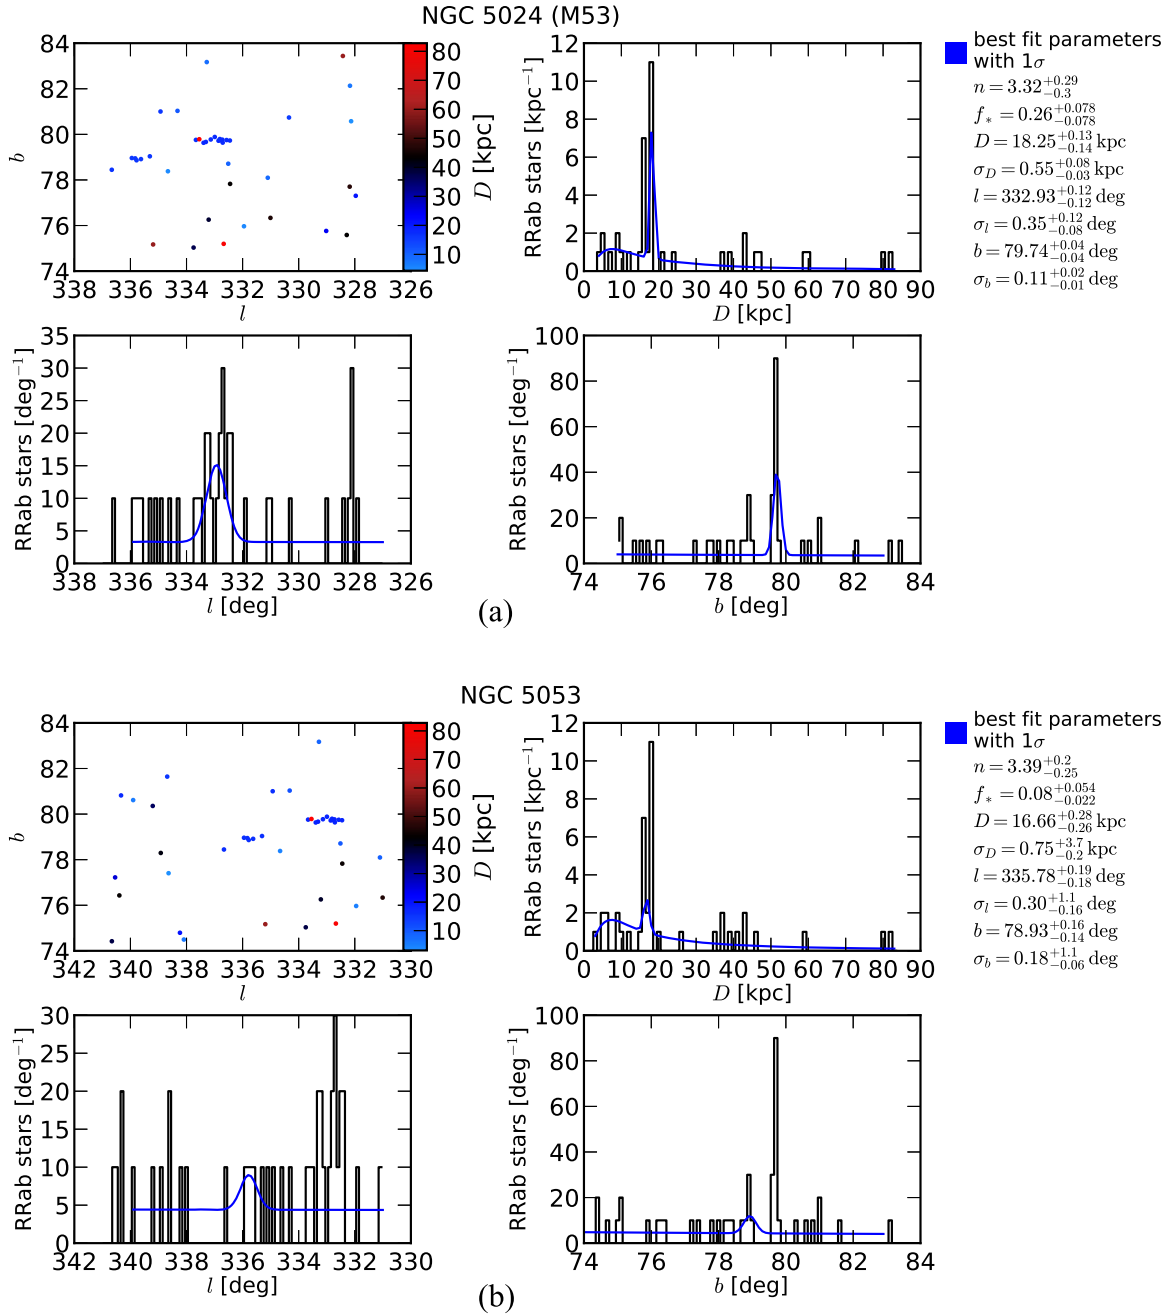 NGC 5024 (M53)
84
82
80
78
76
74
b
338 336 334 332 330 328 326
l
80
70
60
50
40
30
20
10
D [kpc]
12
10
8
6
4
2
0
RRab stars [kpc⁻¹]
0 10 20 30 40 50 60 70 80 90
D [kpc]
best fit parameters
with 1σ
n = 3.32 +0.29 −0.3
f* = 0.26 +0.078 −0.078
D = 18.25 +0.13 −0.14 kpc
σ_D = 0.55 +0.08 −0.03 kpc
l = 332.93 +0.12 −0.12 deg
σ_l = 0.35 +0.12 −0.08 deg
b = 79.74 +0.04 −0.04 deg
σ_b = 0.11 +0.02 −0.01 deg
35
30
25
20
15
10
5
0
RRab stars [deg⁻¹]
338 336 334 332 330 328 326
l [deg]
100
80
60
40
20
0
RRab stars [deg⁻¹]
74 76 78 80 82 84
b [deg]
(a)
NGC 5053
84
82
80
78
76
74
b
342 340 338 336 334 332 330
l
80
70
60
50
40
30
20
10
D [kpc]
12
10
8
6
4
2
0
RRab stars [kpc⁻¹]
0 10 20 30 40 50 60 70 80 90
D [kpc]
best fit parameters
with 1σ
n = 3.39 +0.2 −0.25
f* = 0.08 +0.054 −0.022
D = 16.66 +0.28 −0.26 kpc
σ_D = 0.75 +3.7 −0.2 kpc
l = 335.78 +0.19 −0.18 deg
σ_l = 0.30 +1.1 −0.16 deg
b = 78.93 +0.16 −0.14 deg
σ_b = 0.18 +1.1 −0.06 deg
30
25
20
15
10
5
0
RRab stars [deg⁻¹]
342 340 338 336 334 332 330
l [deg]
100
80
60
40
20
0
RRab stars [deg⁻¹]
74 76 78 80 82 84
b [deg]
(b)